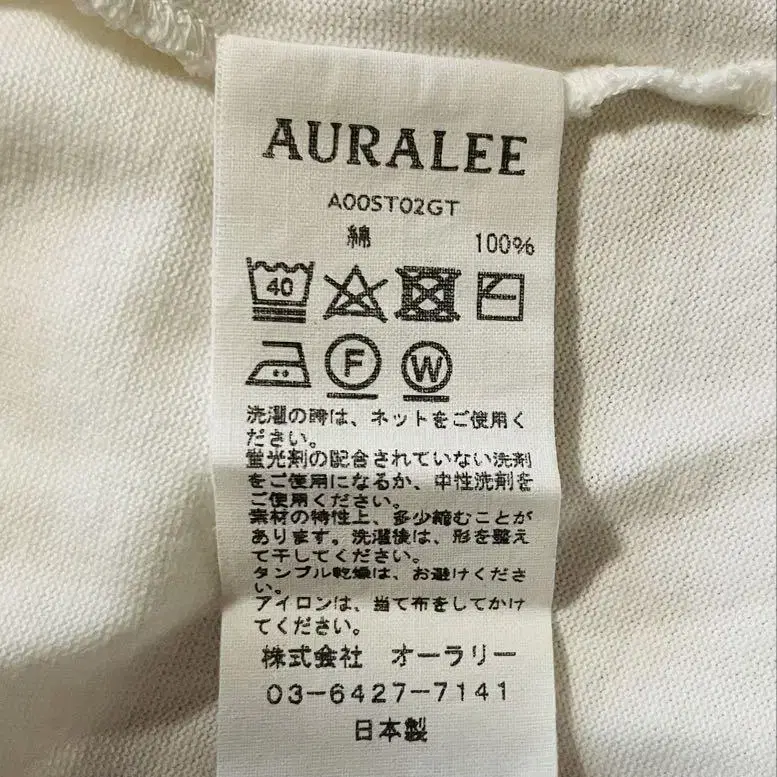 AURALEE
A00ST02GT
綿 100%
40
F W
洗濯の時は、ネットをご使用く
ださい。
蛍光剤の配合されていない洗剤
をご使用になるか、中性洗剤を
ご使用ください。
素材の特性上、多少縮むことが
あります。洗濯後は、形を整え
て干してください。
タンブル乾燥は、お避けくださ
い。
アイロンは、当て布をしてかけ
てください。
株式会社 オーラリー
03-6427-7141
日本製